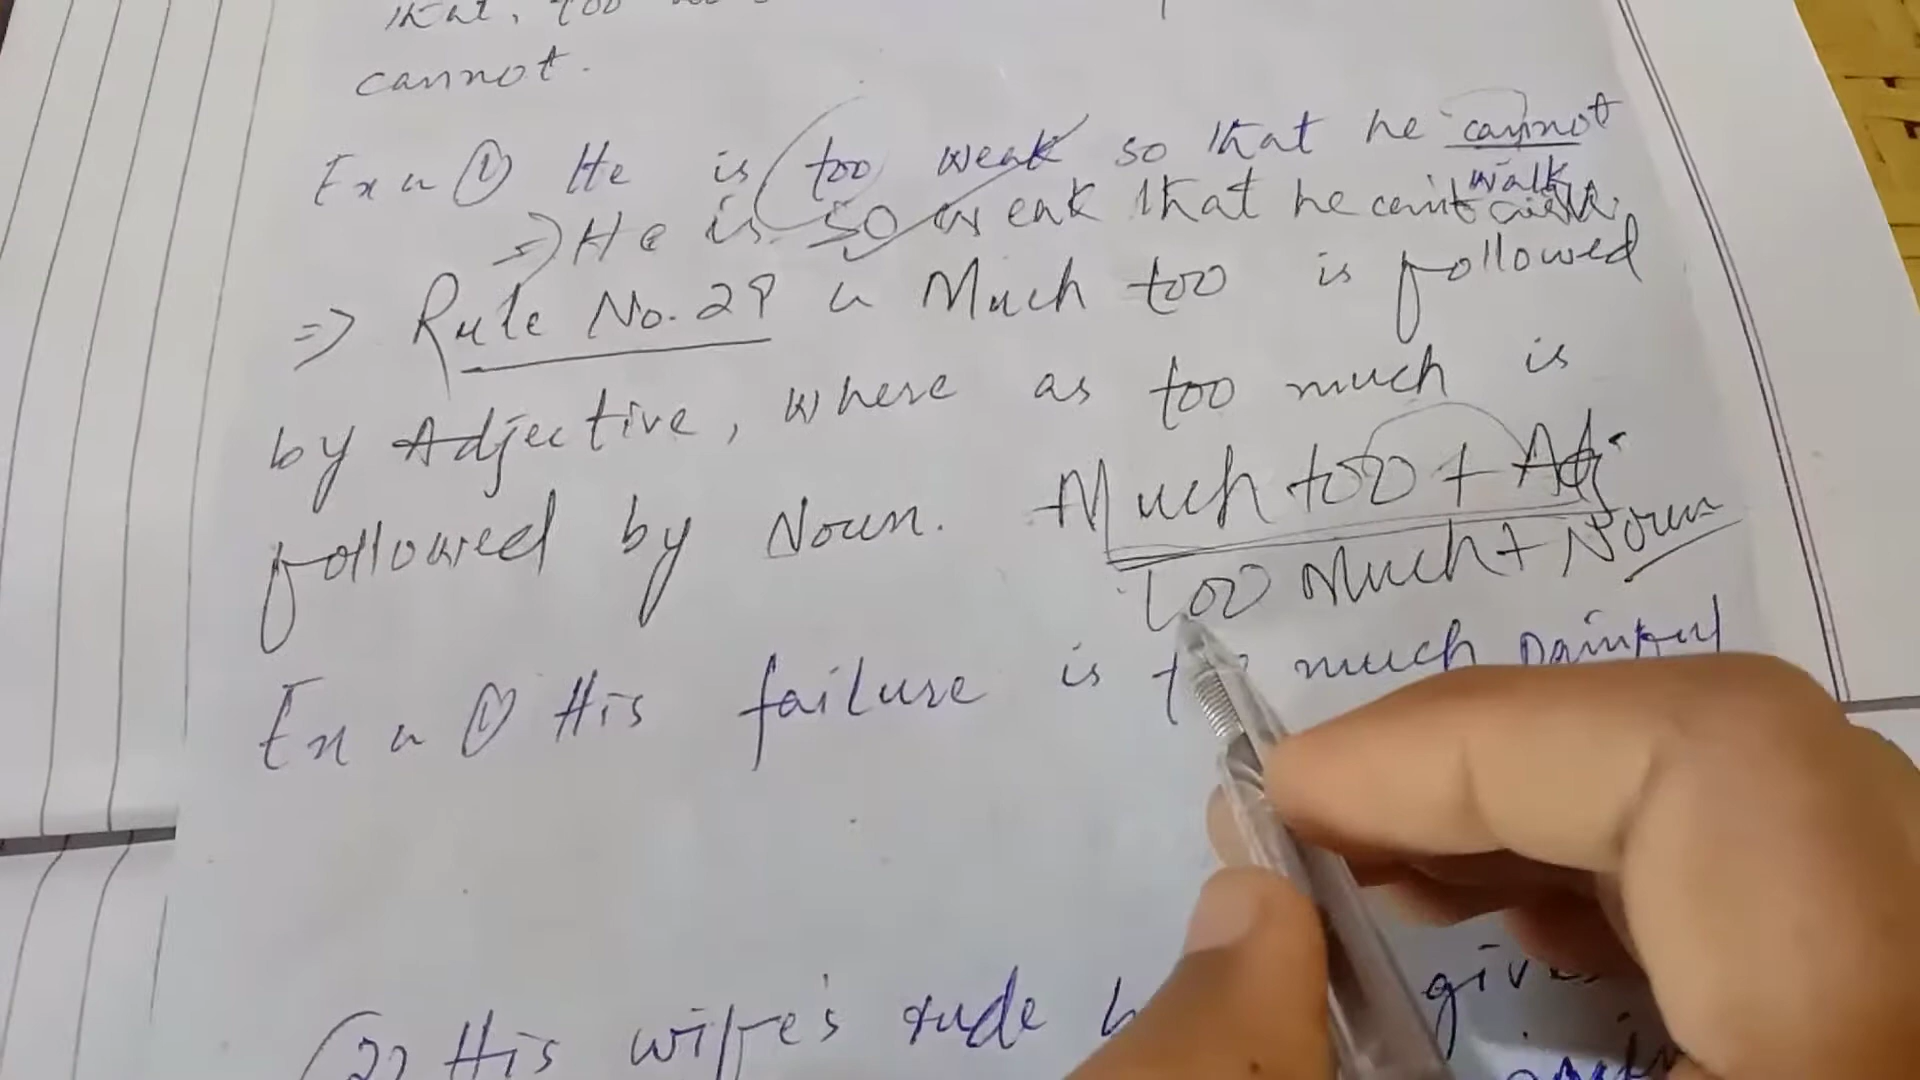 that, too
cannot.
Ex ~ ① He is too weak so that he cannot
walk
⇒ He is so weak that he can't
⇒ Rule No. 29 ~ Much too is followed
by Adjective, where as too much is
followed by Noun. Much too + Adj.
Too Much + Noun
Ex ~ ① His failure is much painful
(2) His wife's rude